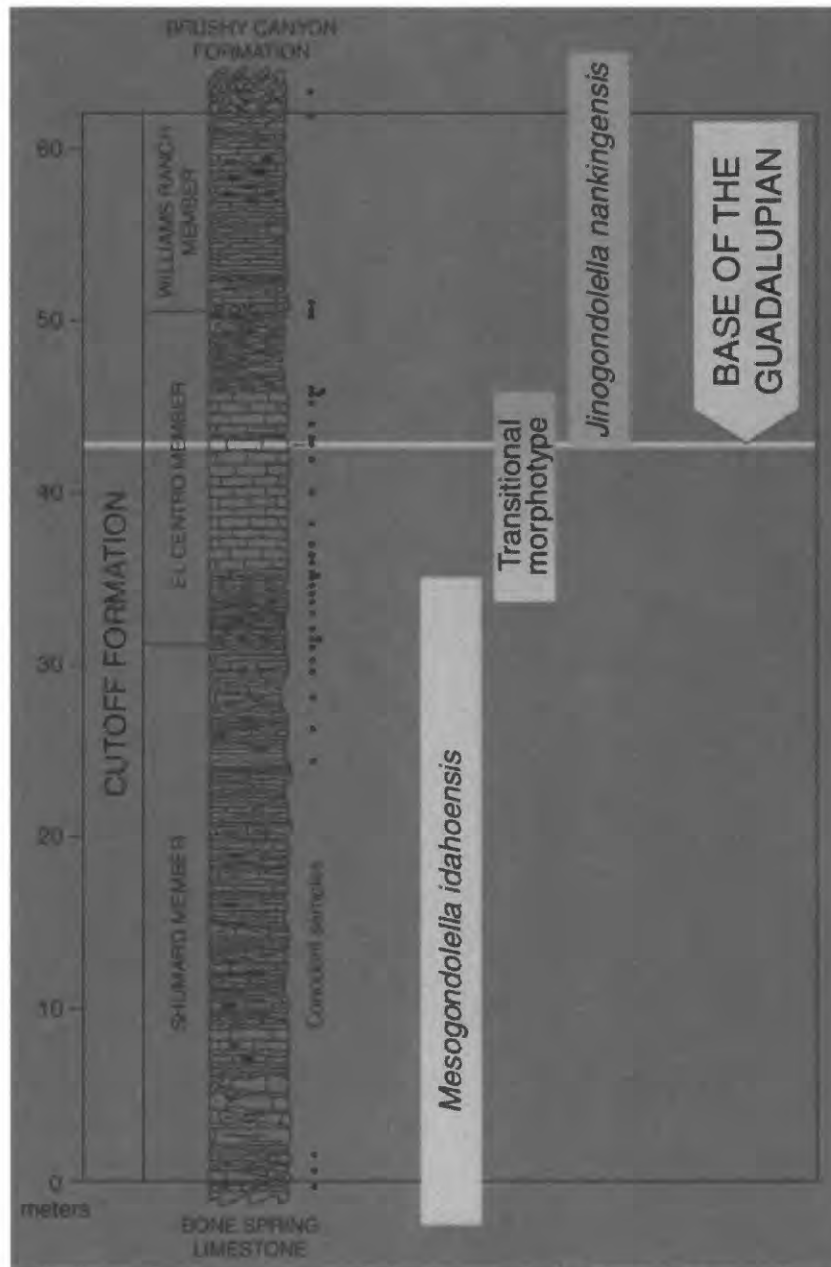 BRUSHY CANYON
FORMATION
60
50
40
30
20
10
0
meters
CUTOFF FORMATION
WILLIAMS RANCH
MEMBER
EL CENTRO MEMBER
SHUMARD MEMBER
Conodont samples
BONE SPRING
LIMESTONE
Mesogondolella idahoensis
Transitional
morphotype
Jinogondolella nankingensis
BASE OF THE
GUADALUPIAN